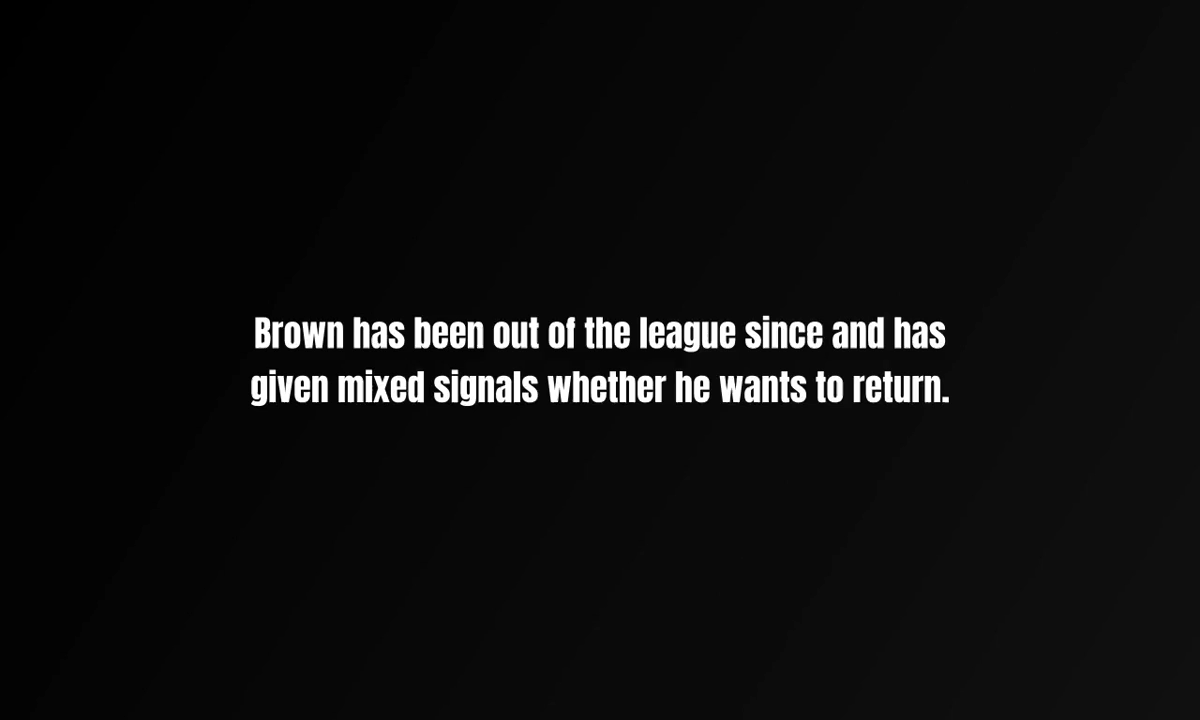 Brown has been out of the league since and has
given mixed signals whether he wants to return.